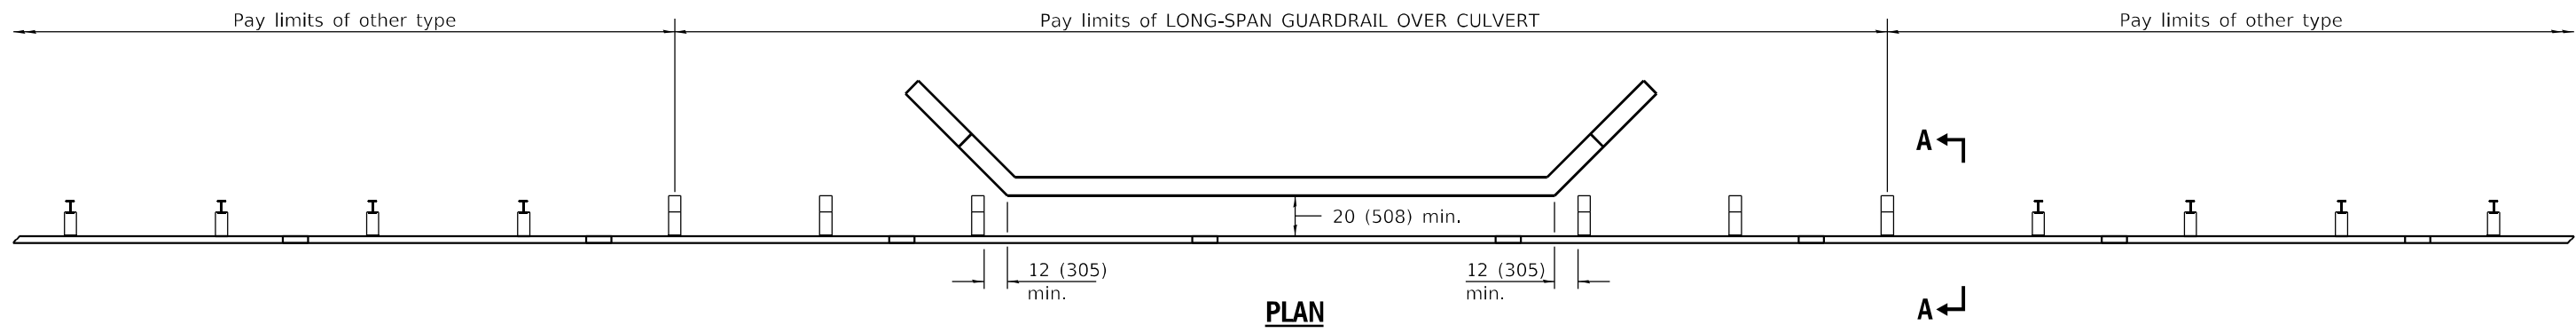 Pay limits of other type
Pay limits of LONG-SPAN GUARDRAIL OVER CULVERT
Pay limits of other type
A
20 (508) min.
12 (305)
min.
12 (305)
min.
A
PLAN